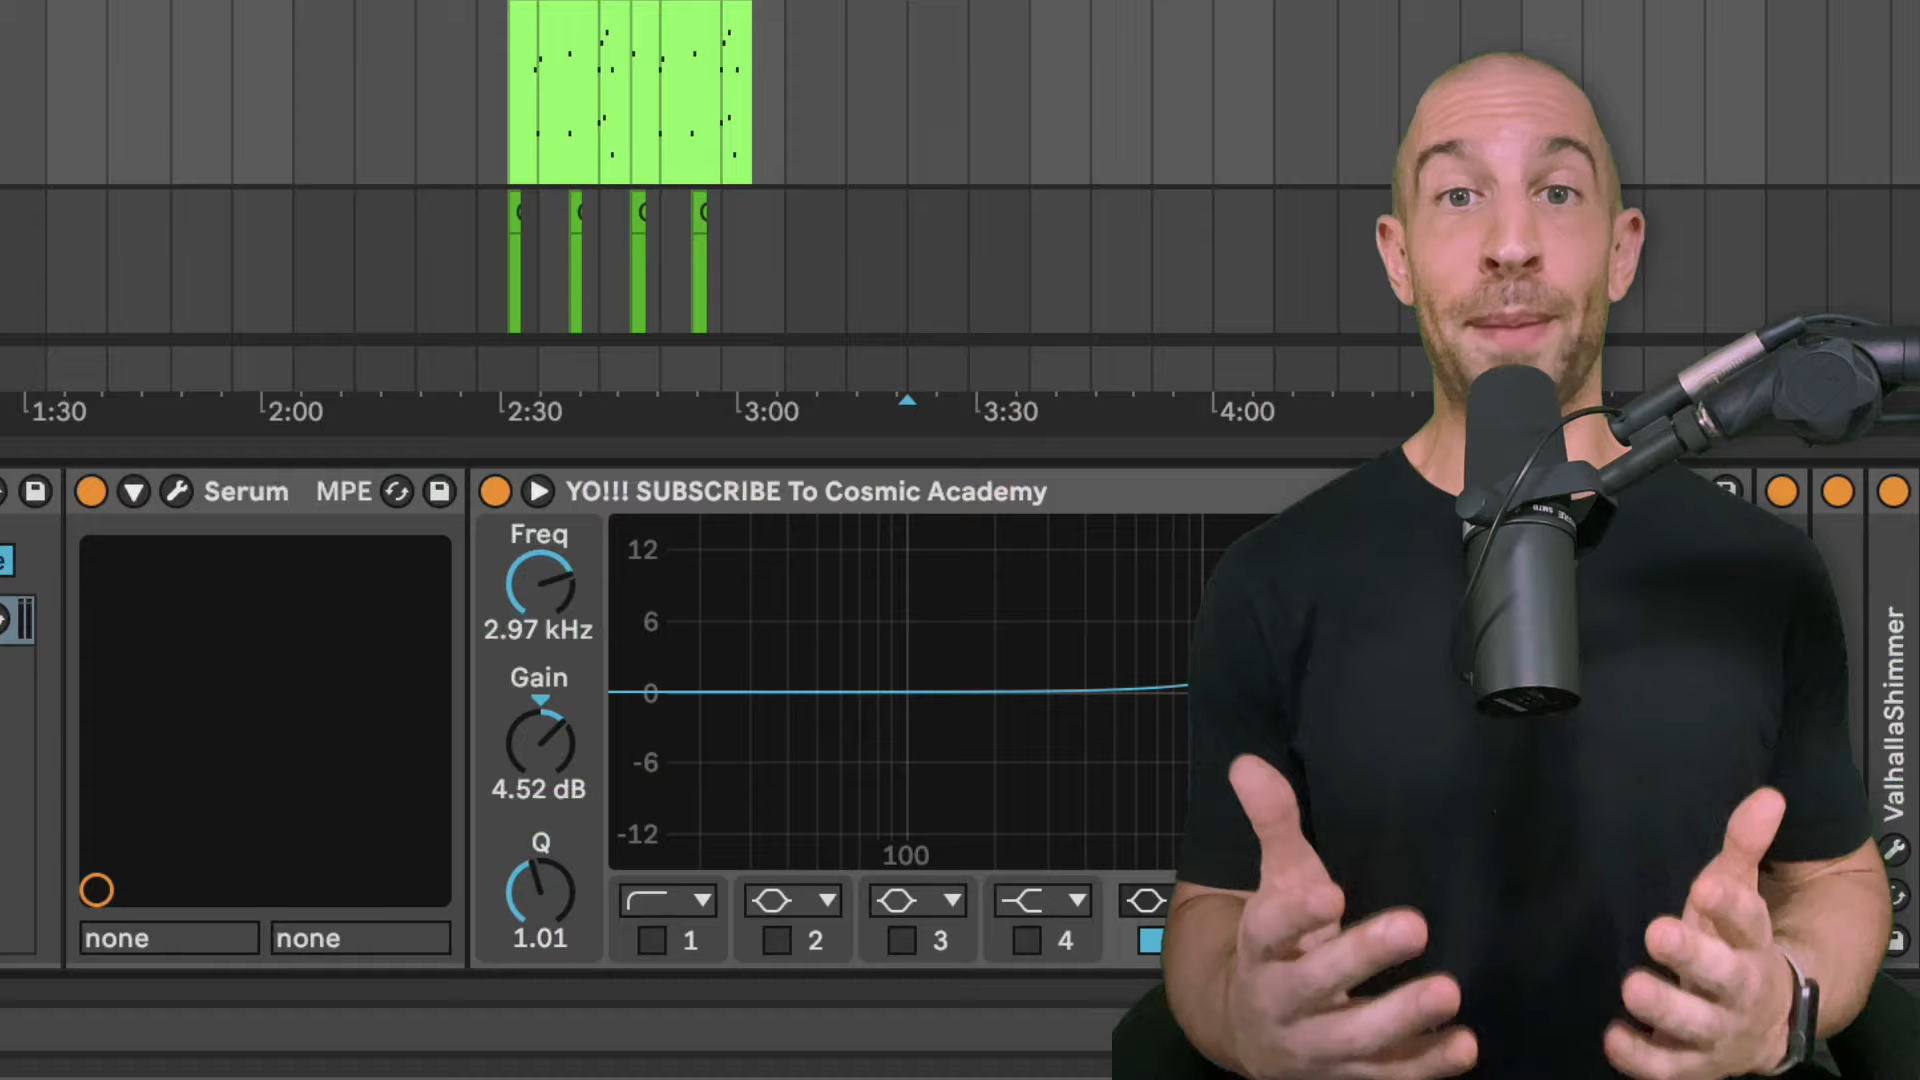 1:30
2:00
2:30
3:00
3:30
4:00
Serum
MPE
YO!!! SUBSCRIBE To Cosmic Academy
Freq
2.97 kHz
Gain
4.52 dB
Q
1.01
12
6
0
-6
-12
100
none
none
1
2
3
4
ValhallaShimmer